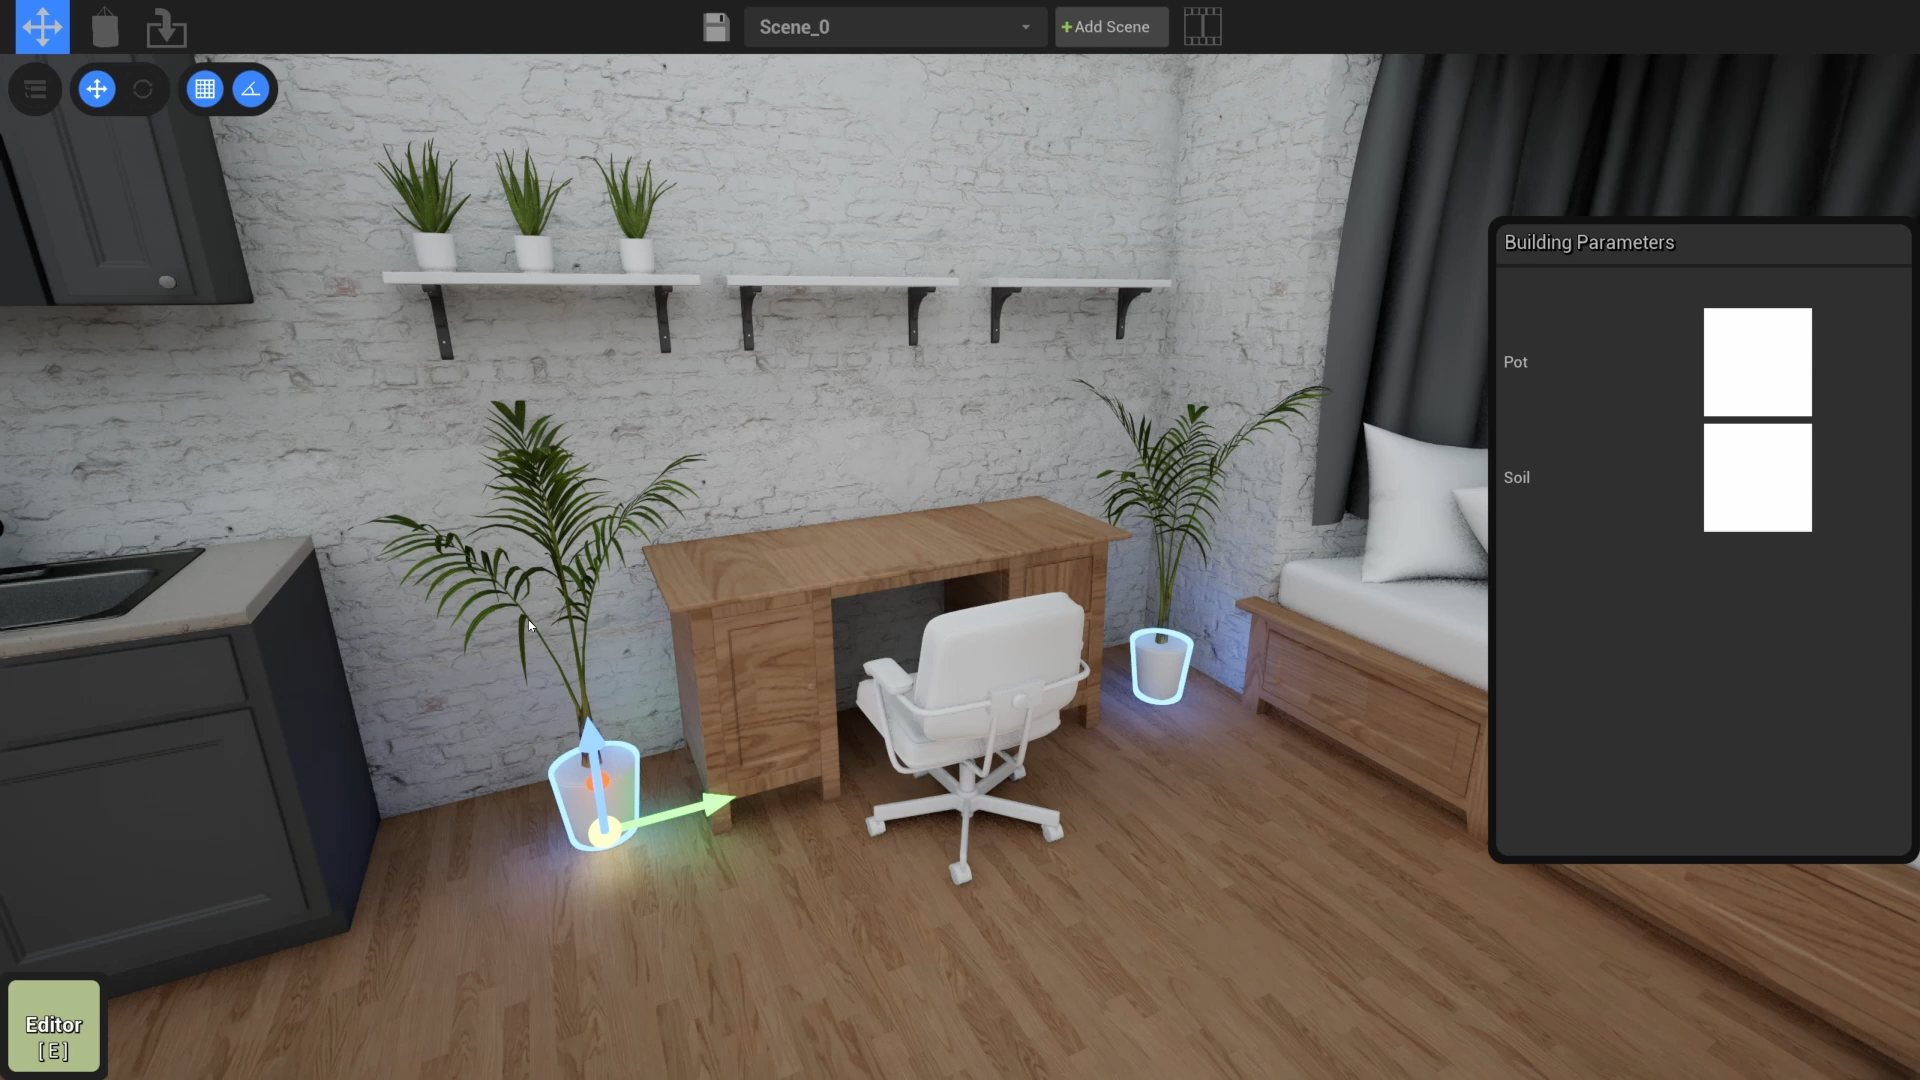 Scene_0
+Add Scene
Building Parameters
Pot
Soil
Editor
[E]